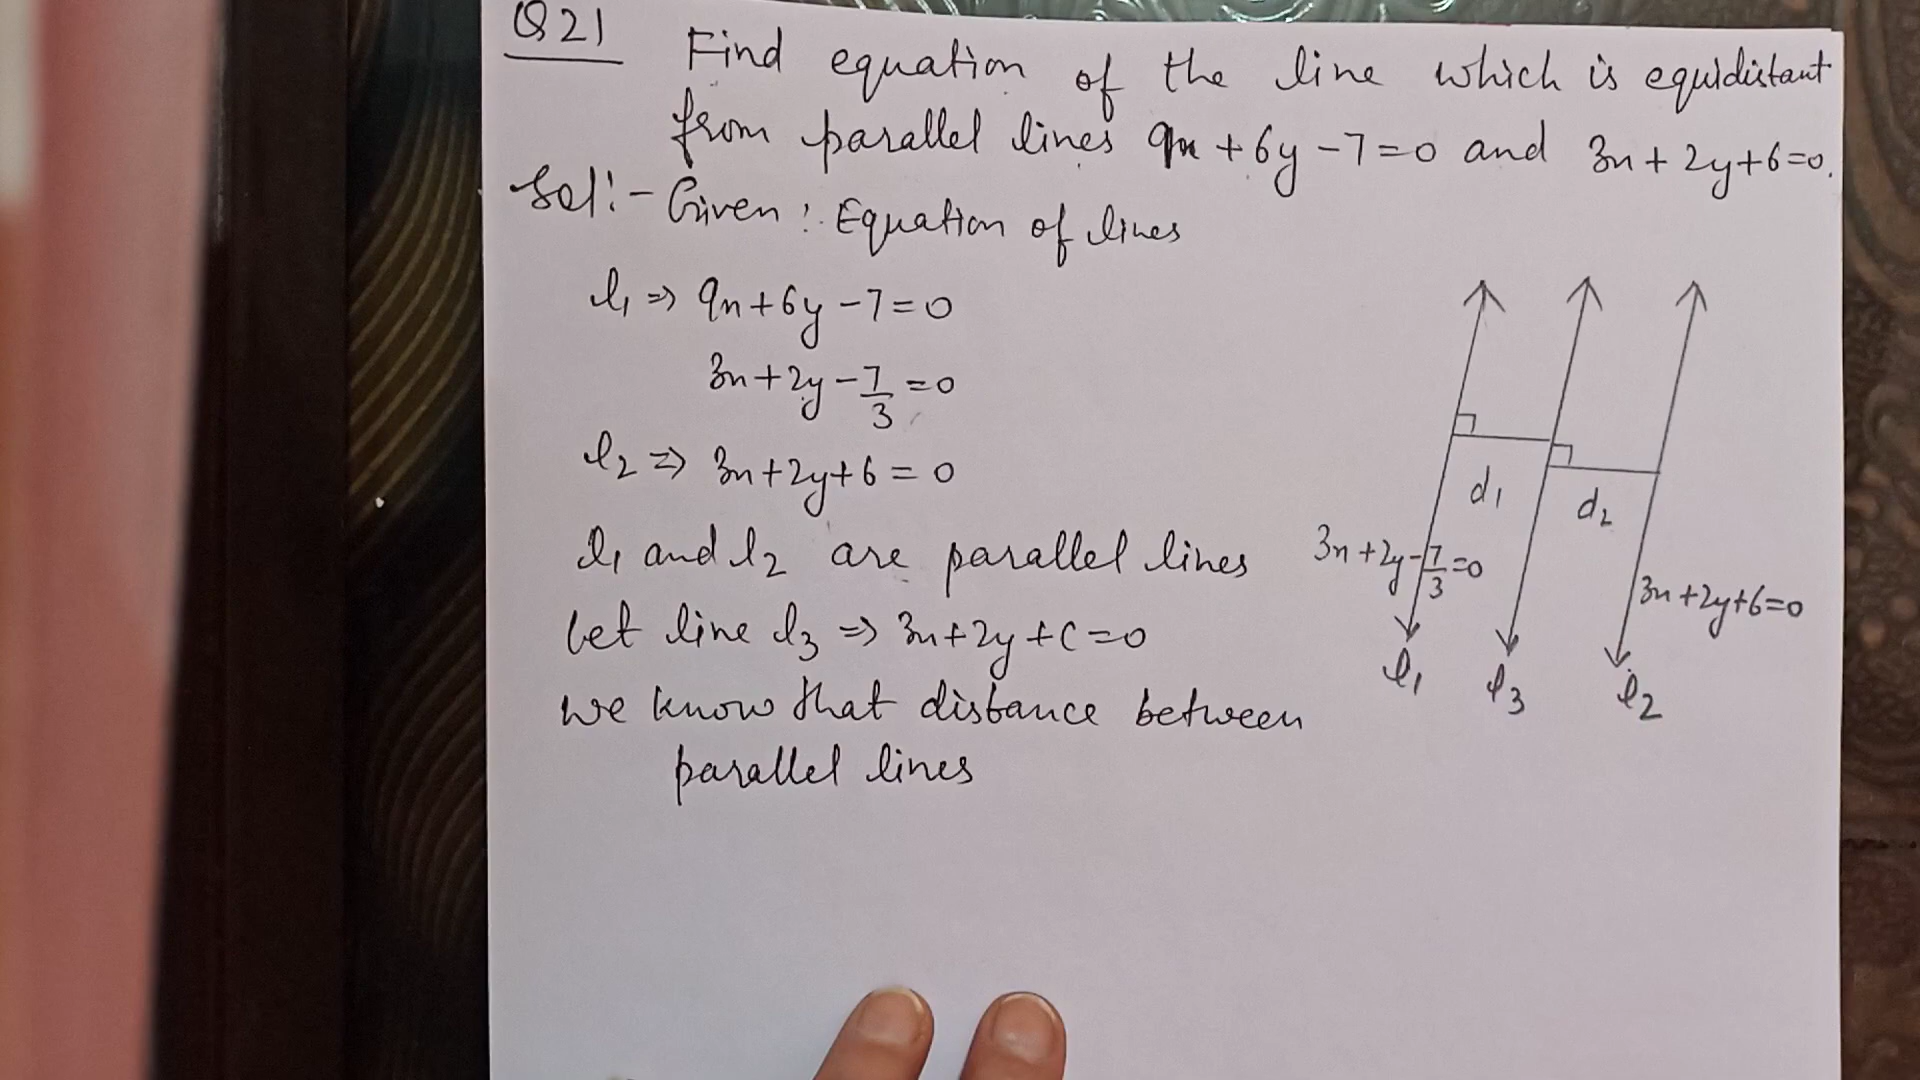 Q21 Find equation of the line which is equidistant
from parallel lines 9x + 6y - 7 = 0 and 3x + 2y + 6 = 0.
Sol:- Given: Equation of lines
l₁ ⇒ 9x + 6y - 7 = 0
3x + 2y - 7/3 = 0
l₂ ⇒ 3x + 2y + 6 = 0
l₁ and l₂ are parallel lines
Let line l₃ ⇒ 3x + 2y + C = 0
We know that distance between
parallel lines
d₁
d₂
3x + 2y - 7/3 = 0
3x + 2y + 6 = 0
l₁ l₃ l₂